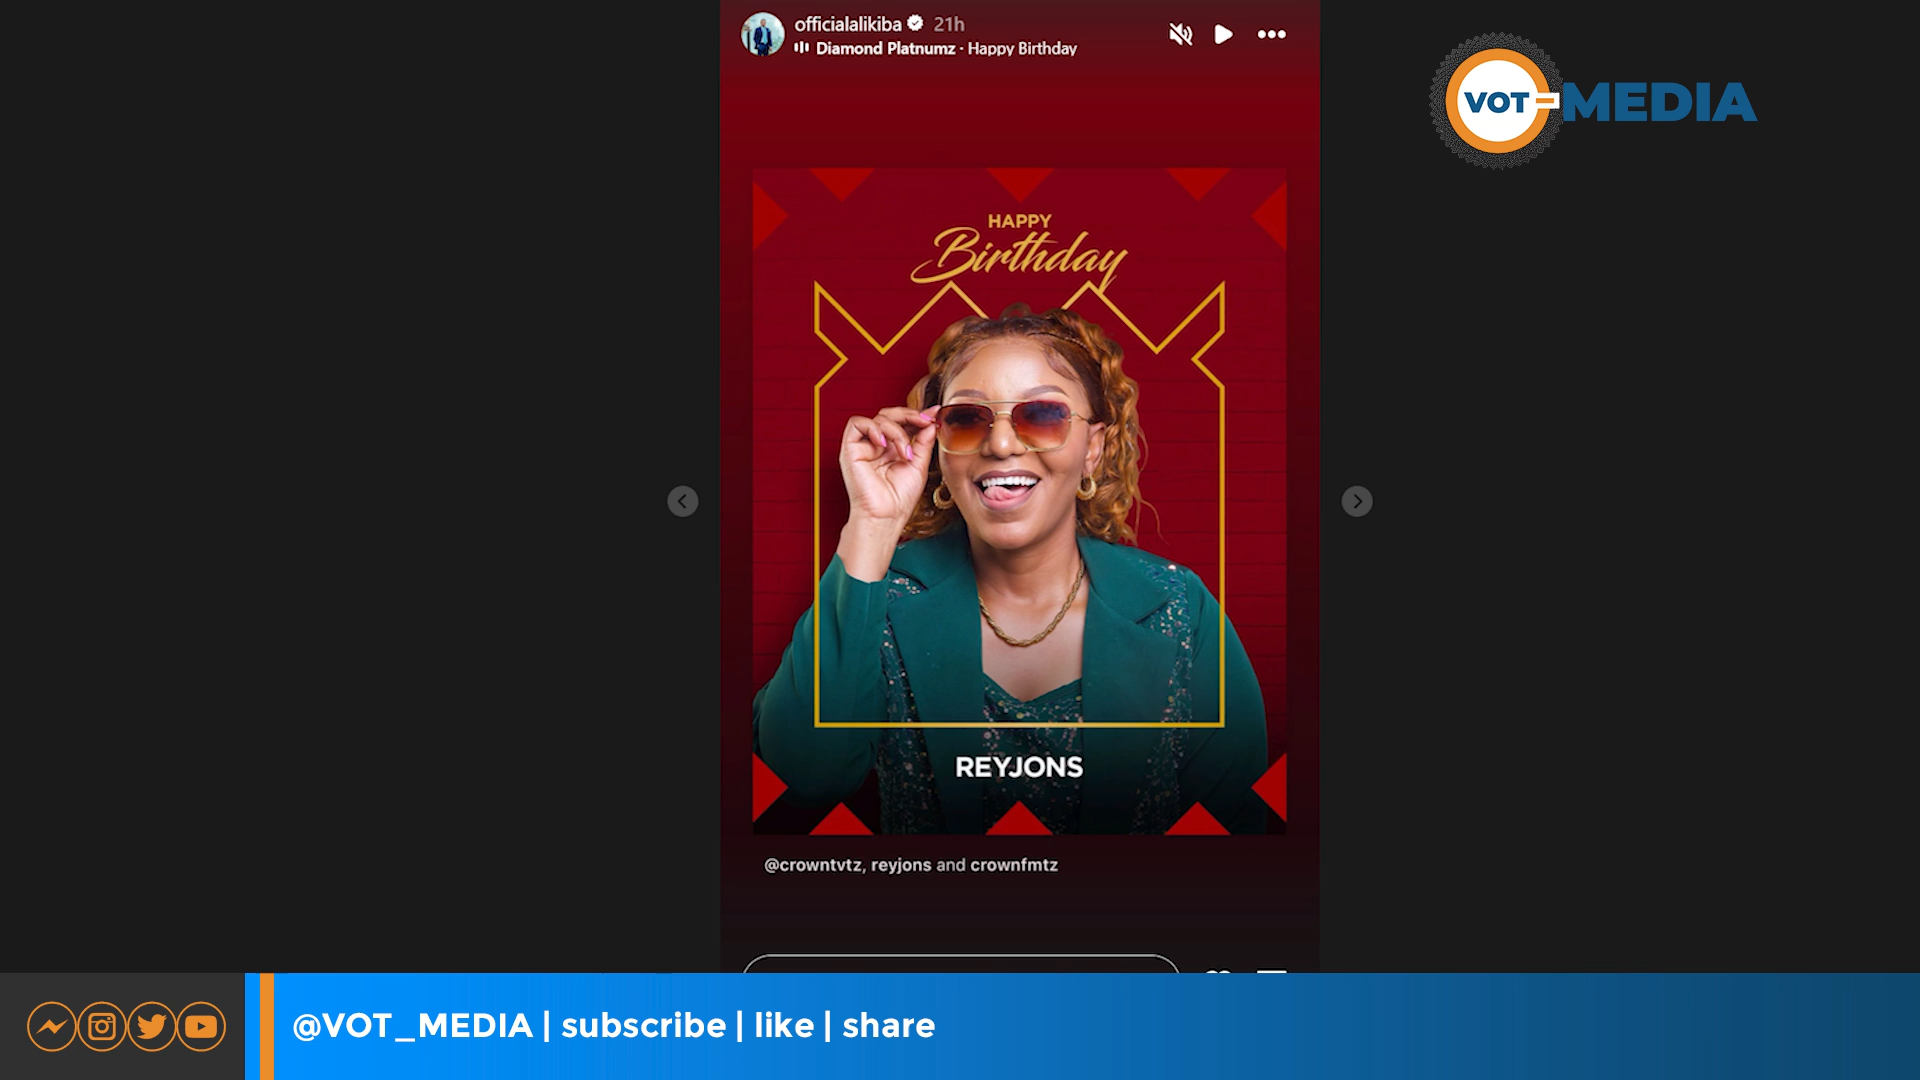 officialalikiba 21h
Diamond Platnumz · Happy Birthday
VOT MEDIA
HAPPY
Birthday
REYJONS
@crowntvtz, reyjons and crownfmtz
@VOT_MEDIA | subscribe | like | share